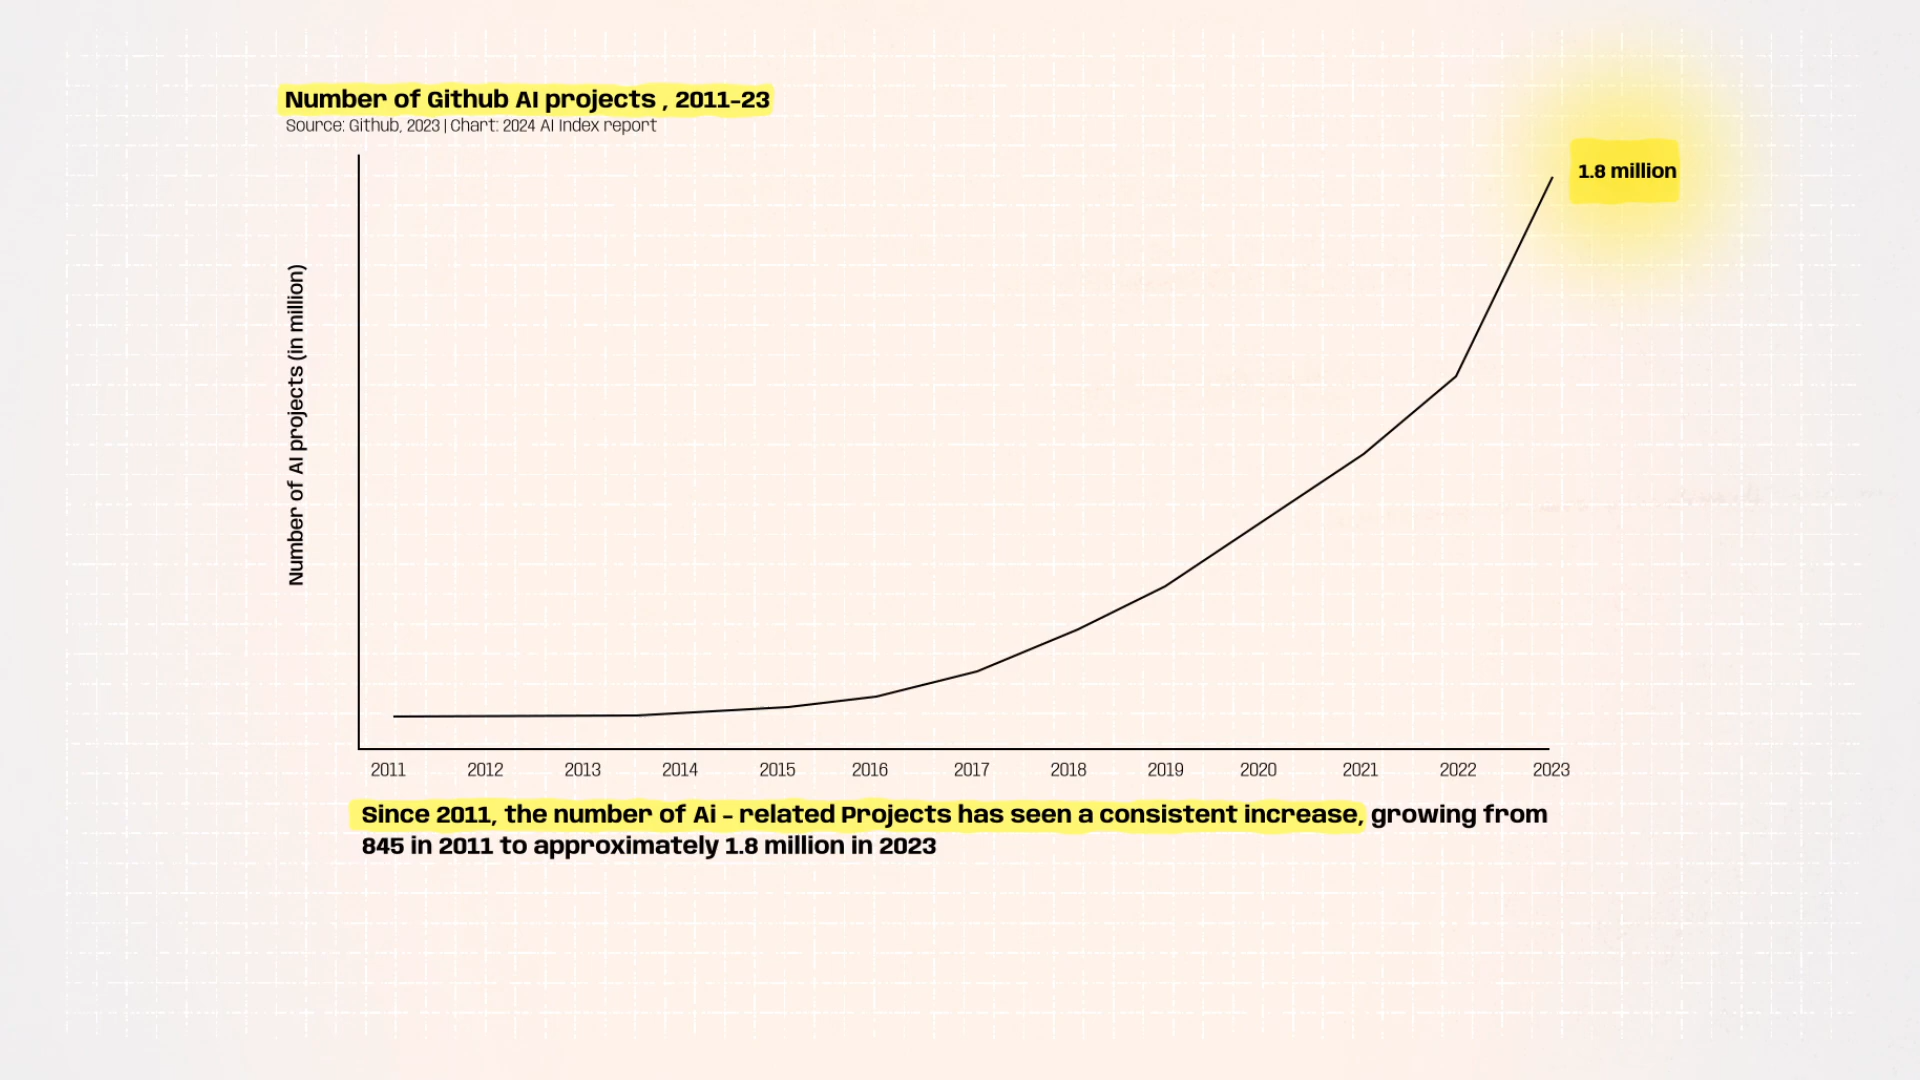 Number of Github AI projects , 2011-23
Source: Github, 2023 | Chart: 2024 AI Index report
1.8 million
Number of AI projects (in million)
2011 2012 2013 2014 2015 2016 2017 2018 2019 2020 2021 2022 2023
Since 2011, the number of Ai - related Projects has seen a consistent increase, growing from
845 in 2011 to approximately 1.8 million in 2023